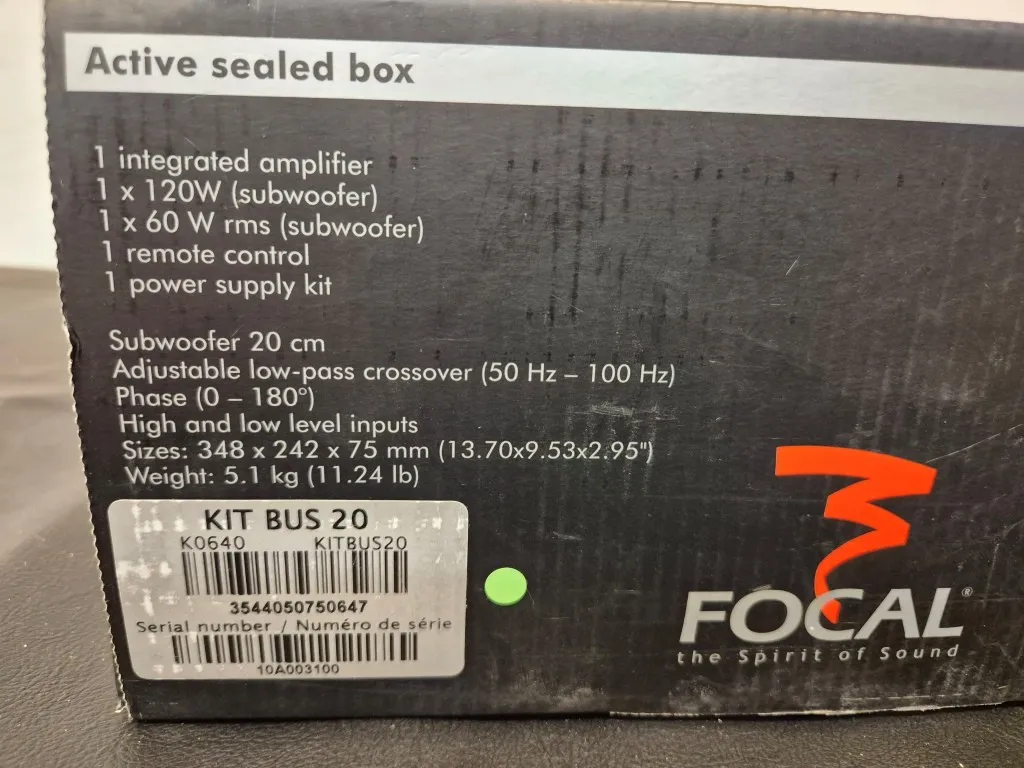 Active sealed box
1 integrated amplifier
1 x 120W (subwoofer)
1 x 60 W rms (subwoofer)
1 remote control
1 power supply kit
Subwoofer 20 cm
Adjustable low-pass crossover (50 Hz – 100 Hz)
Phase (0 – 180°)
High and low level inputs
Sizes: 348 x 242 x 75 mm (13.70x9.53x2.95")
Weight: 5.1 kg (11.24 lb)
KIT BUS 20
K0640 KITBUS20
3544050750647
Serial number / Numéro de série
10A003100
FOCAL®
the Spirit of Sound